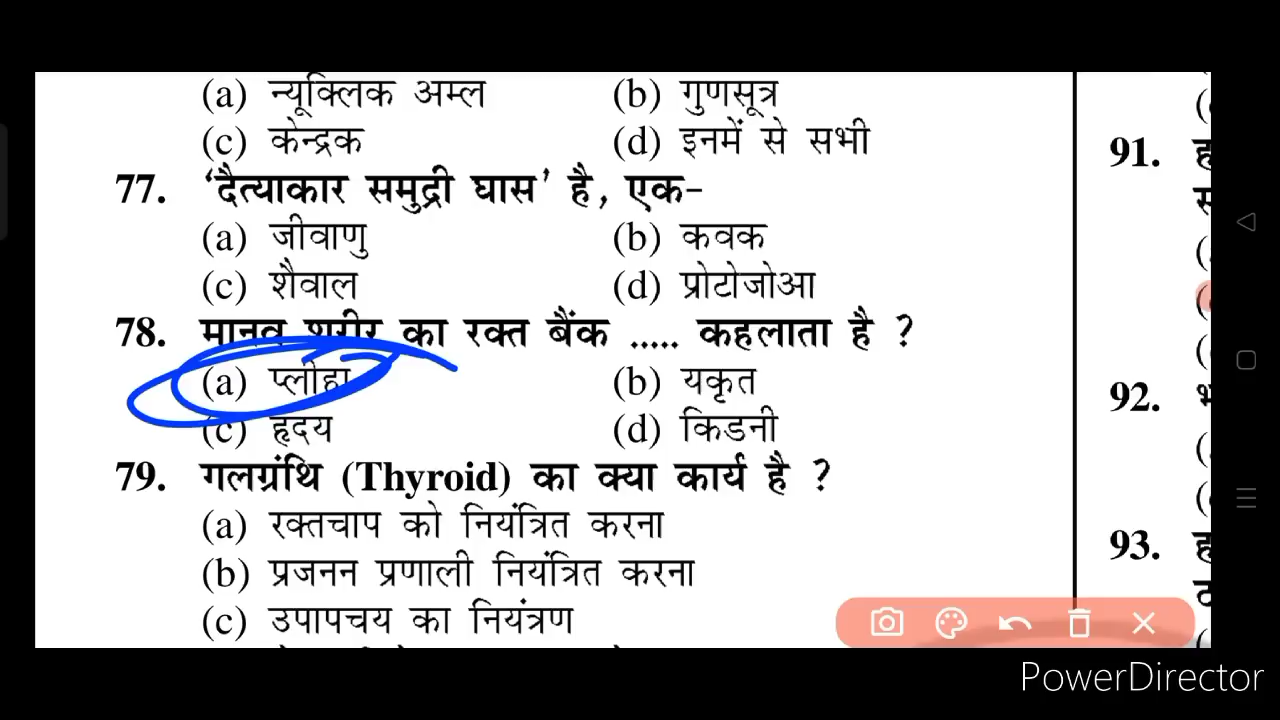 (a) न्यूक्लिक अम्ल (b) गुणसूत्र
(c) केन्द्रक (d) इनमें से सभी
77. 'दैत्याकार समुद्री घास' है, एक-
(a) जीवाणु (b) कवक
(c) शैवाल (d) प्रोटोजोआ
78. मानव शरीर का रक्त बैंक ..... कहलाता है ?
(a) प्लीहा (b) यकृत
(c) हृदय (d) किडनी
79. गलग्रंथि (Thyroid) का क्या कार्य है ?
(a) रक्तचाप को नियंत्रित करना
(b) प्रजनन प्रणाली नियंत्रित करना
(c) उपापचय का नियंत्रण
91.
92.
93.
PowerDirector